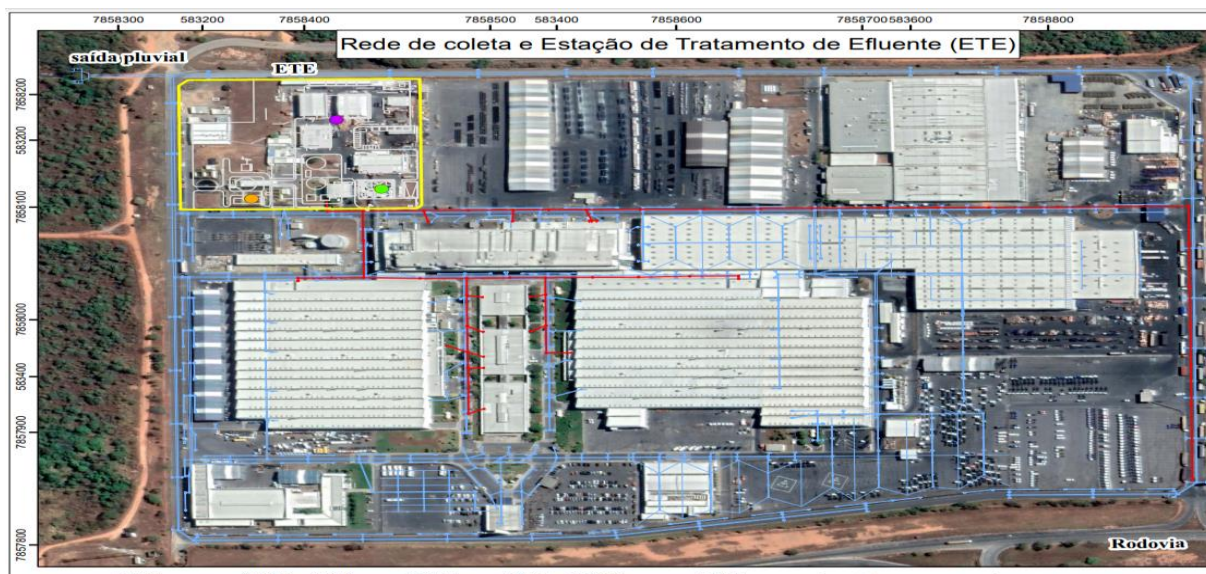 7858300 583200 7858400 7858500 583400 7858600 7858700 583600 7858800
Rede de coleta e Estação de Tratamento de Efluente (ETE)
saída pluvial
ETE
7858200
583200
7858100
7858000
583400
7857900
7857800
Rodovia